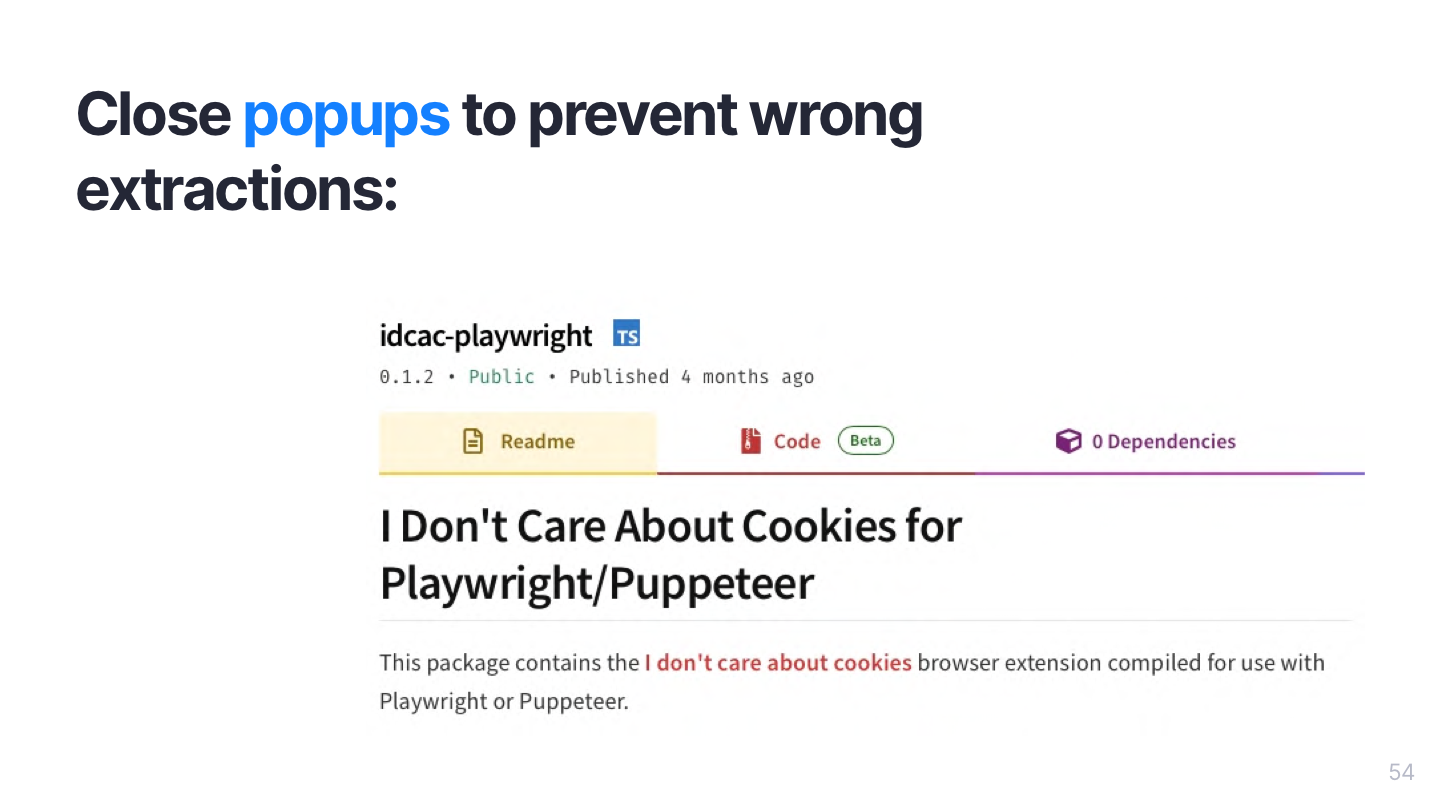 Close popups to prevent wrong
extractions:
idcac-playwright TS
0.1.2 • Public • Published 4 months ago
Readme Code Beta 0 Dependencies
I Don't Care About Cookies for
Playwright/Puppeteer
This package contains the I don't care about cookies browser extension compiled for use with
Playwright or Puppeteer.
54